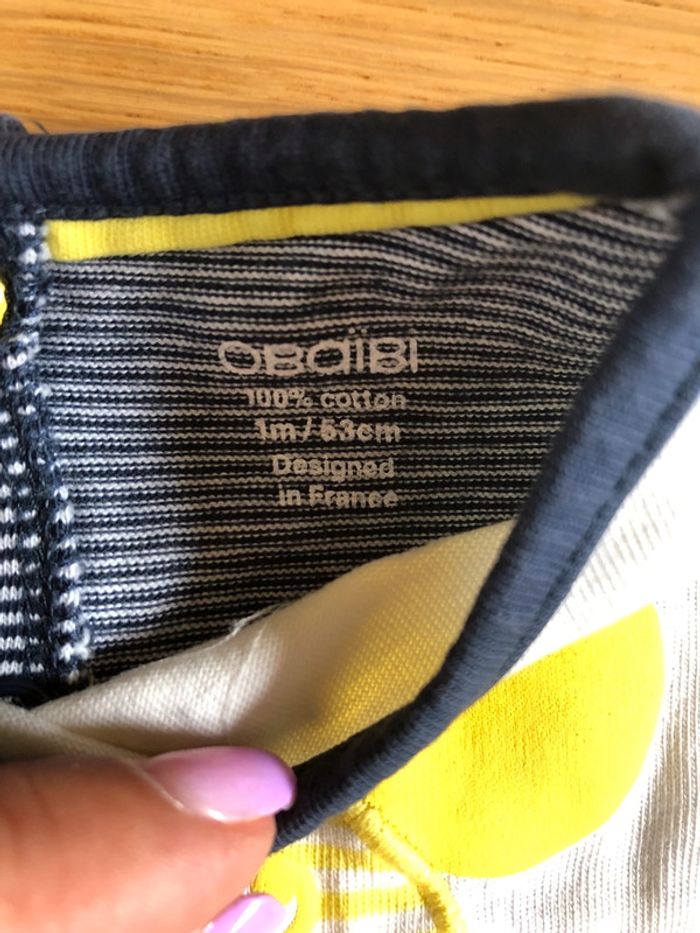 OBaïBi
100% cotton
1m/53cm
Designed
in France